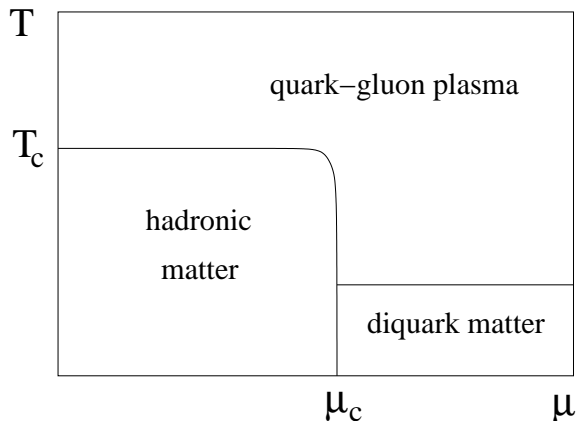 T
quark−gluon plasma
T_c
hadronic
matter
diquark matter
μ_c
μ